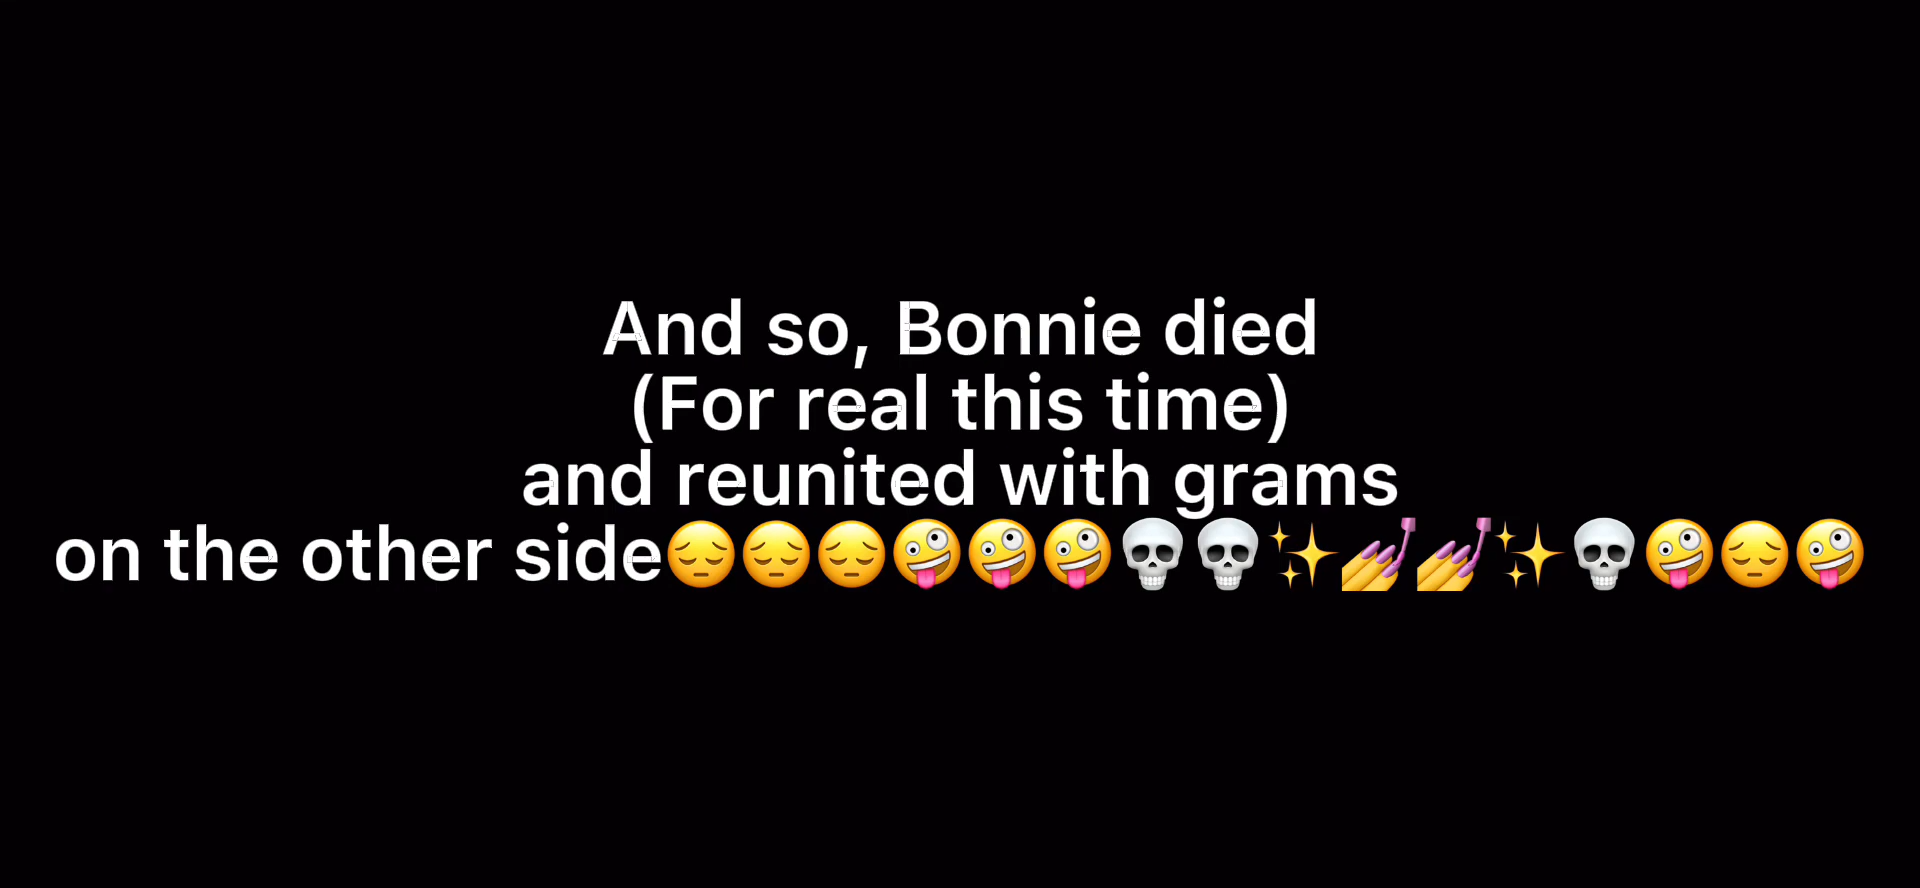 And so, Bonnie died
(For real this time)
and reunited with grams
on the other side😔😔😔🤪🤪🤪💀💀✨💅💅✨💀🤪😔🤪